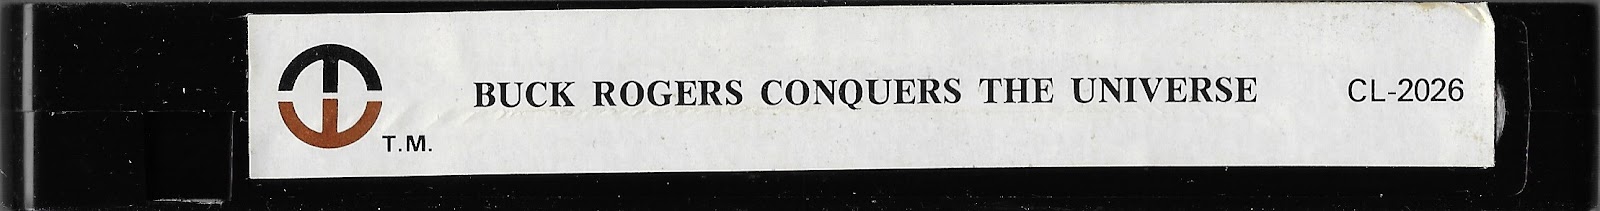 BUCK ROGERS CONQUERS THE UNIVERSE CL-2026
T.M.